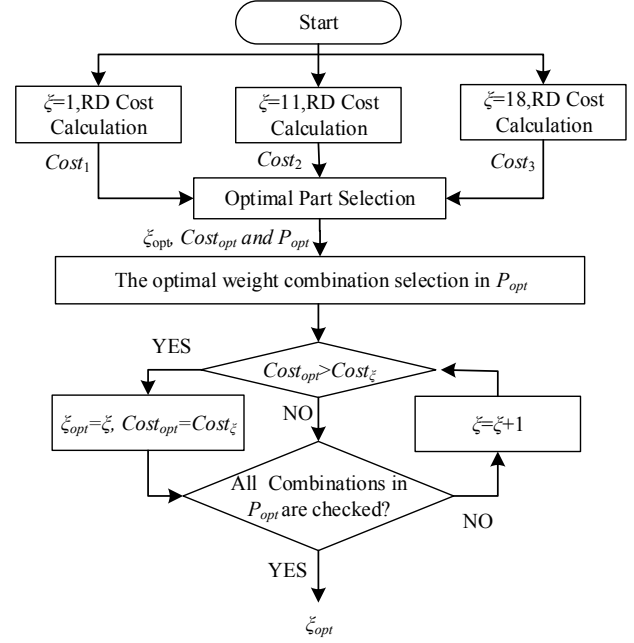 Start
ξ=1,RD Cost
Calculation
ξ=11,RD Cost
Calculation
ξ=18,RD Cost
Calculation
Cost₁
Cost₂
Cost₃
Optimal Part Selection
ξopt, Costopt and Popt
The optimal weight combination selection in Popt
YES
Costopt>Costξ
NO
ξopt=ξ, Costopt=Costξ
ξ=ξ+1
All Combinations in
Popt are checked?
NO
YES
ξopt